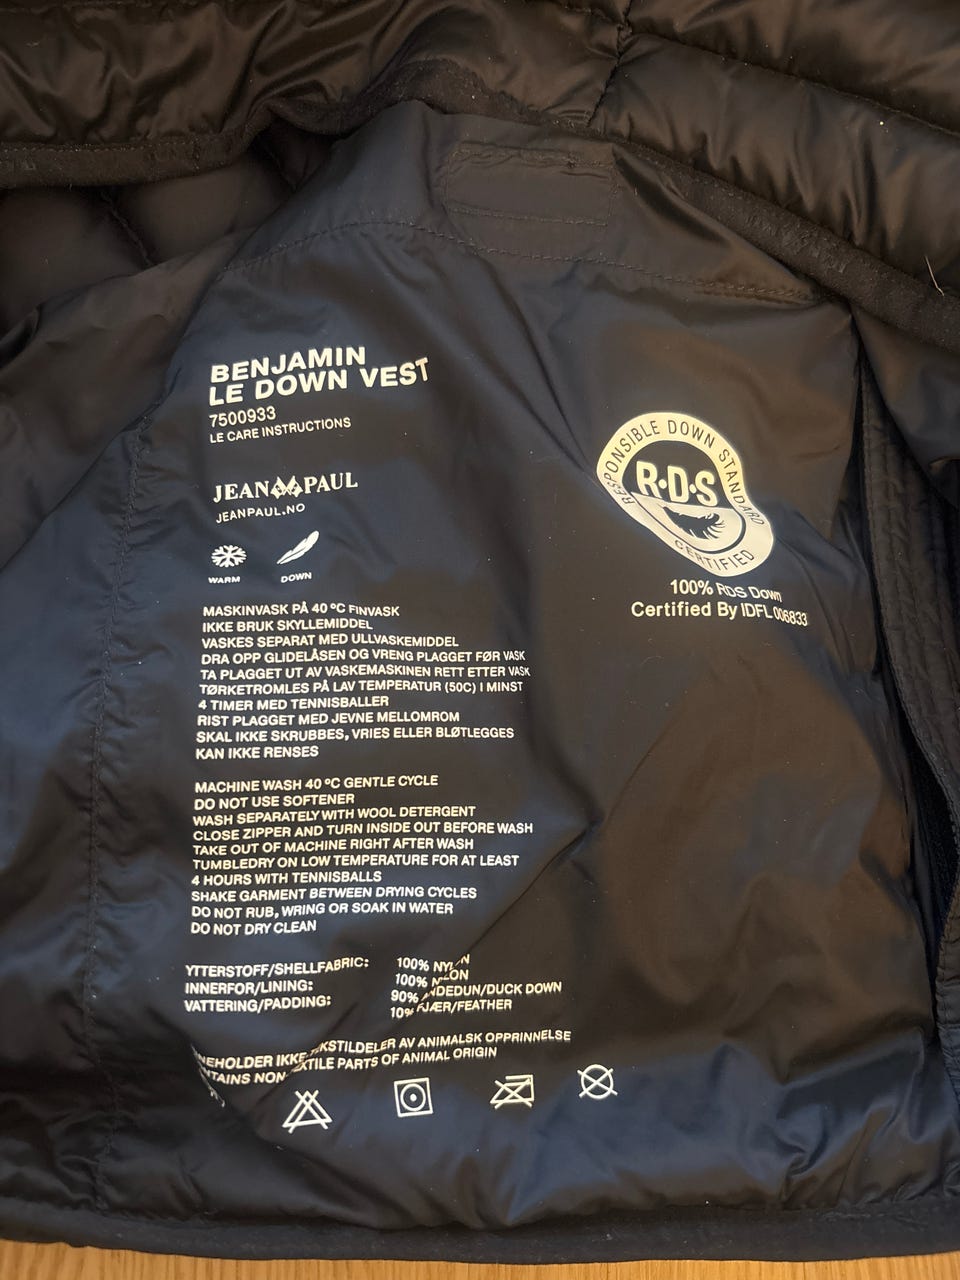 BENJAMIN
LE DOWN VEST
7500933
LE CARE INSTRUCTIONS
JEAN PAUL
JEANPAUL.NO
WARM DOWN
MASKINVASK PÅ 40 °C FINVASK
IKKE BRUK SKYLLEMIDDEL
VASKES SEPARAT MED ULLVASKEMIDDEL
DRA OPP GLIDELÅSEN OG VRENG PLAGGET FØR VASK
TA PLAGGET UT AV VASKEMASKINEN RETT ETTER VASK
TØRKETROMLES PÅ LAV TEMPERATUR (50C) I MINST
4 TIMER MED TENNISBALLER
RIST PLAGGET MED JEVNE MELLOMROM
SKAL IKKE SKRUBBES, VRIES ELLER BLØTLEGGES
KAN IKKE RENSES
MACHINE WASH 40 °C GENTLE CYCLE
DO NOT USE SOFTENER
WASH SEPARATELY WITH WOOL DETERGENT
CLOSE ZIPPER AND TURN INSIDE OUT BEFORE WASH
TAKE OUT OF MACHINE RIGHT AFTER WASH
TUMBLEDRY ON LOW TEMPERATURE FOR AT LEAST
4 HOURS WITH TENNISBALLS
SHAKE GARMENT BETWEEN DRYING CYCLES
DO NOT RUB, WRING OR SOAK IN WATER
DO NOT DRY CLEAN
YTTERSTOFF/SHELLFABRIC: 100% NYLON
INNERFOR/LINING: 100% NYLON
VATTERING/PADDING: 90% ANDEDUN/DUCK DOWN
10% FJÆR/FEATHER
AV ANIMALSK OPPRINNELSE
PARTS OF ANIMAL ORIGIN
RESPONSIBLE DOWN STANDARD
R·D·S
CERTIFIED
100% RDS Down
Certified By IDFL 006833